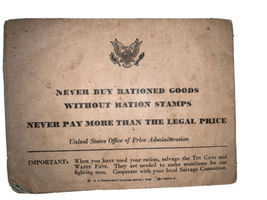 NEVER BUY RATIONED GOODS
WITHOUT RATION STAMPS
NEVER PAY MORE THAN THE LEGAL PRICE
United States Office of Price Administration
IMPORTANT: When you have used your ration, salvage the TIN CANS and
WASTE FATS. They are needed to make munitions for our
fighting men. Cooperate with your local Salvage Committee.